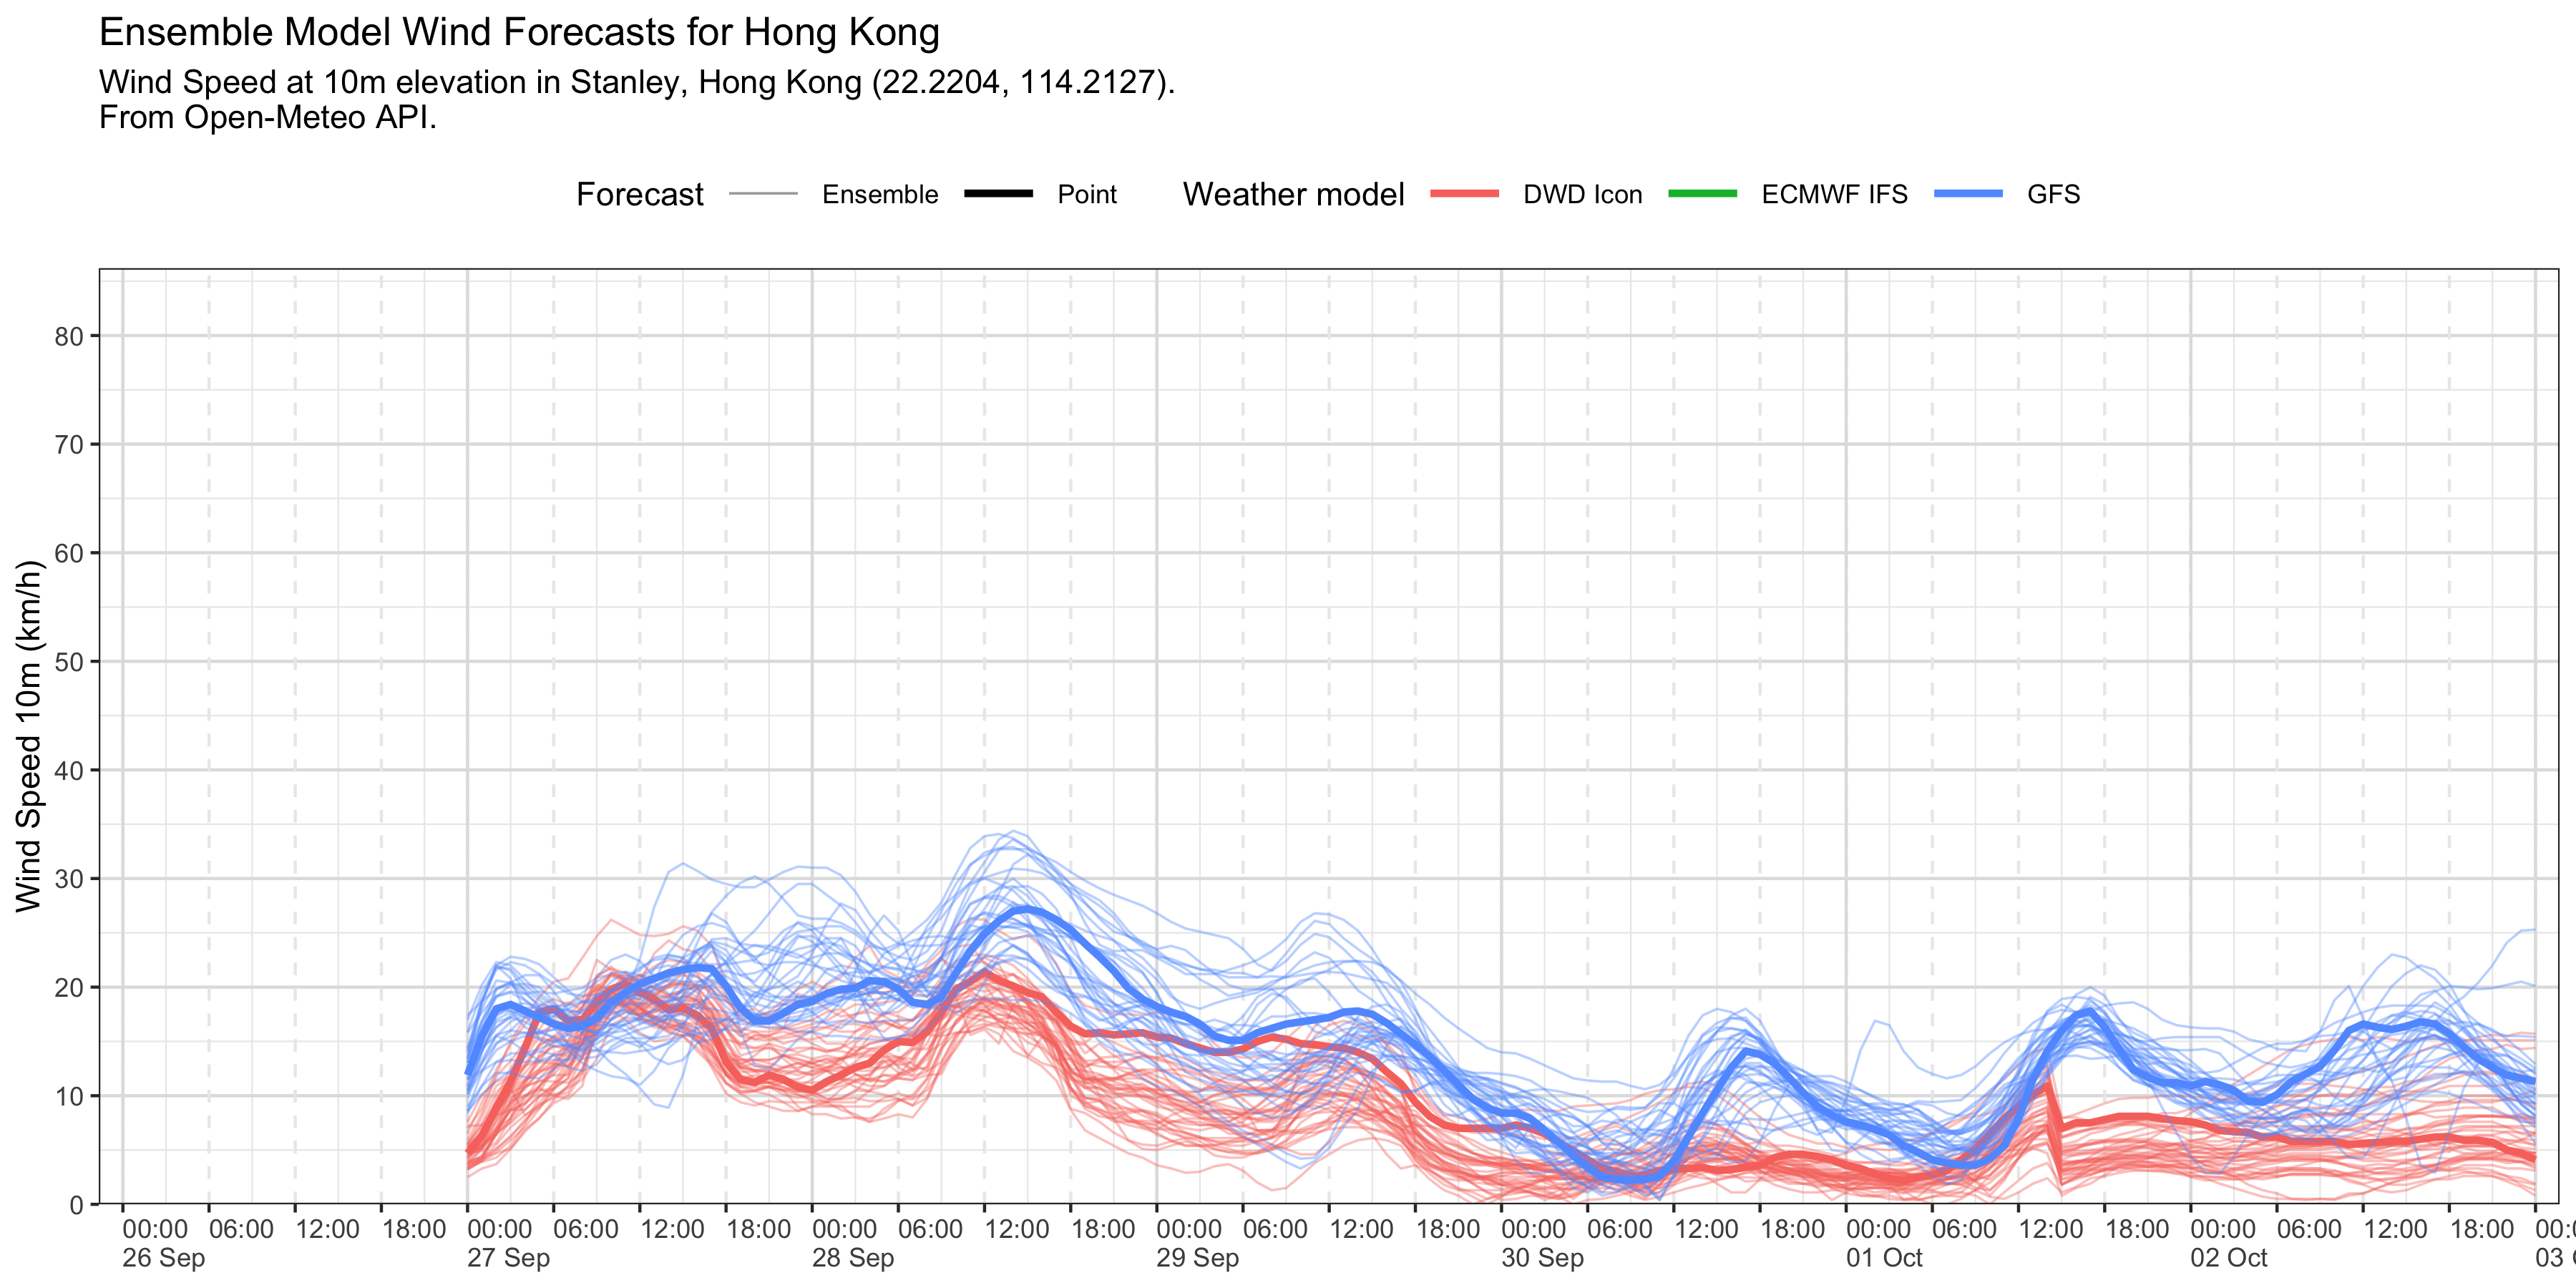 Ensemble Model Wind Forecasts for Hong Kong
Wind Speed at 10m elevation in Stanley, Hong Kong (22.2204, 114.2127).
From Open-Meteo API.
Forecast Ensemble Point Weather model DWD Icon ECMWF IFS GFS
Wind Speed 10m (km/h)
80
70
60
50
40
30
20
10
0
00:00 06:00 12:00 18:00 00:00 06:00 12:00 18:00 00:00 06:00 12:00 18:00 00:00 06:00 12:00 18:00 00:00 06:00 12:00 18:00 00:00 06:00 12:00 18:00 00:00 06:00 12:00 18:00
26 Sep 27 Sep 28 Sep 29 Sep 30 Sep 01 Oct 02 Oct 03